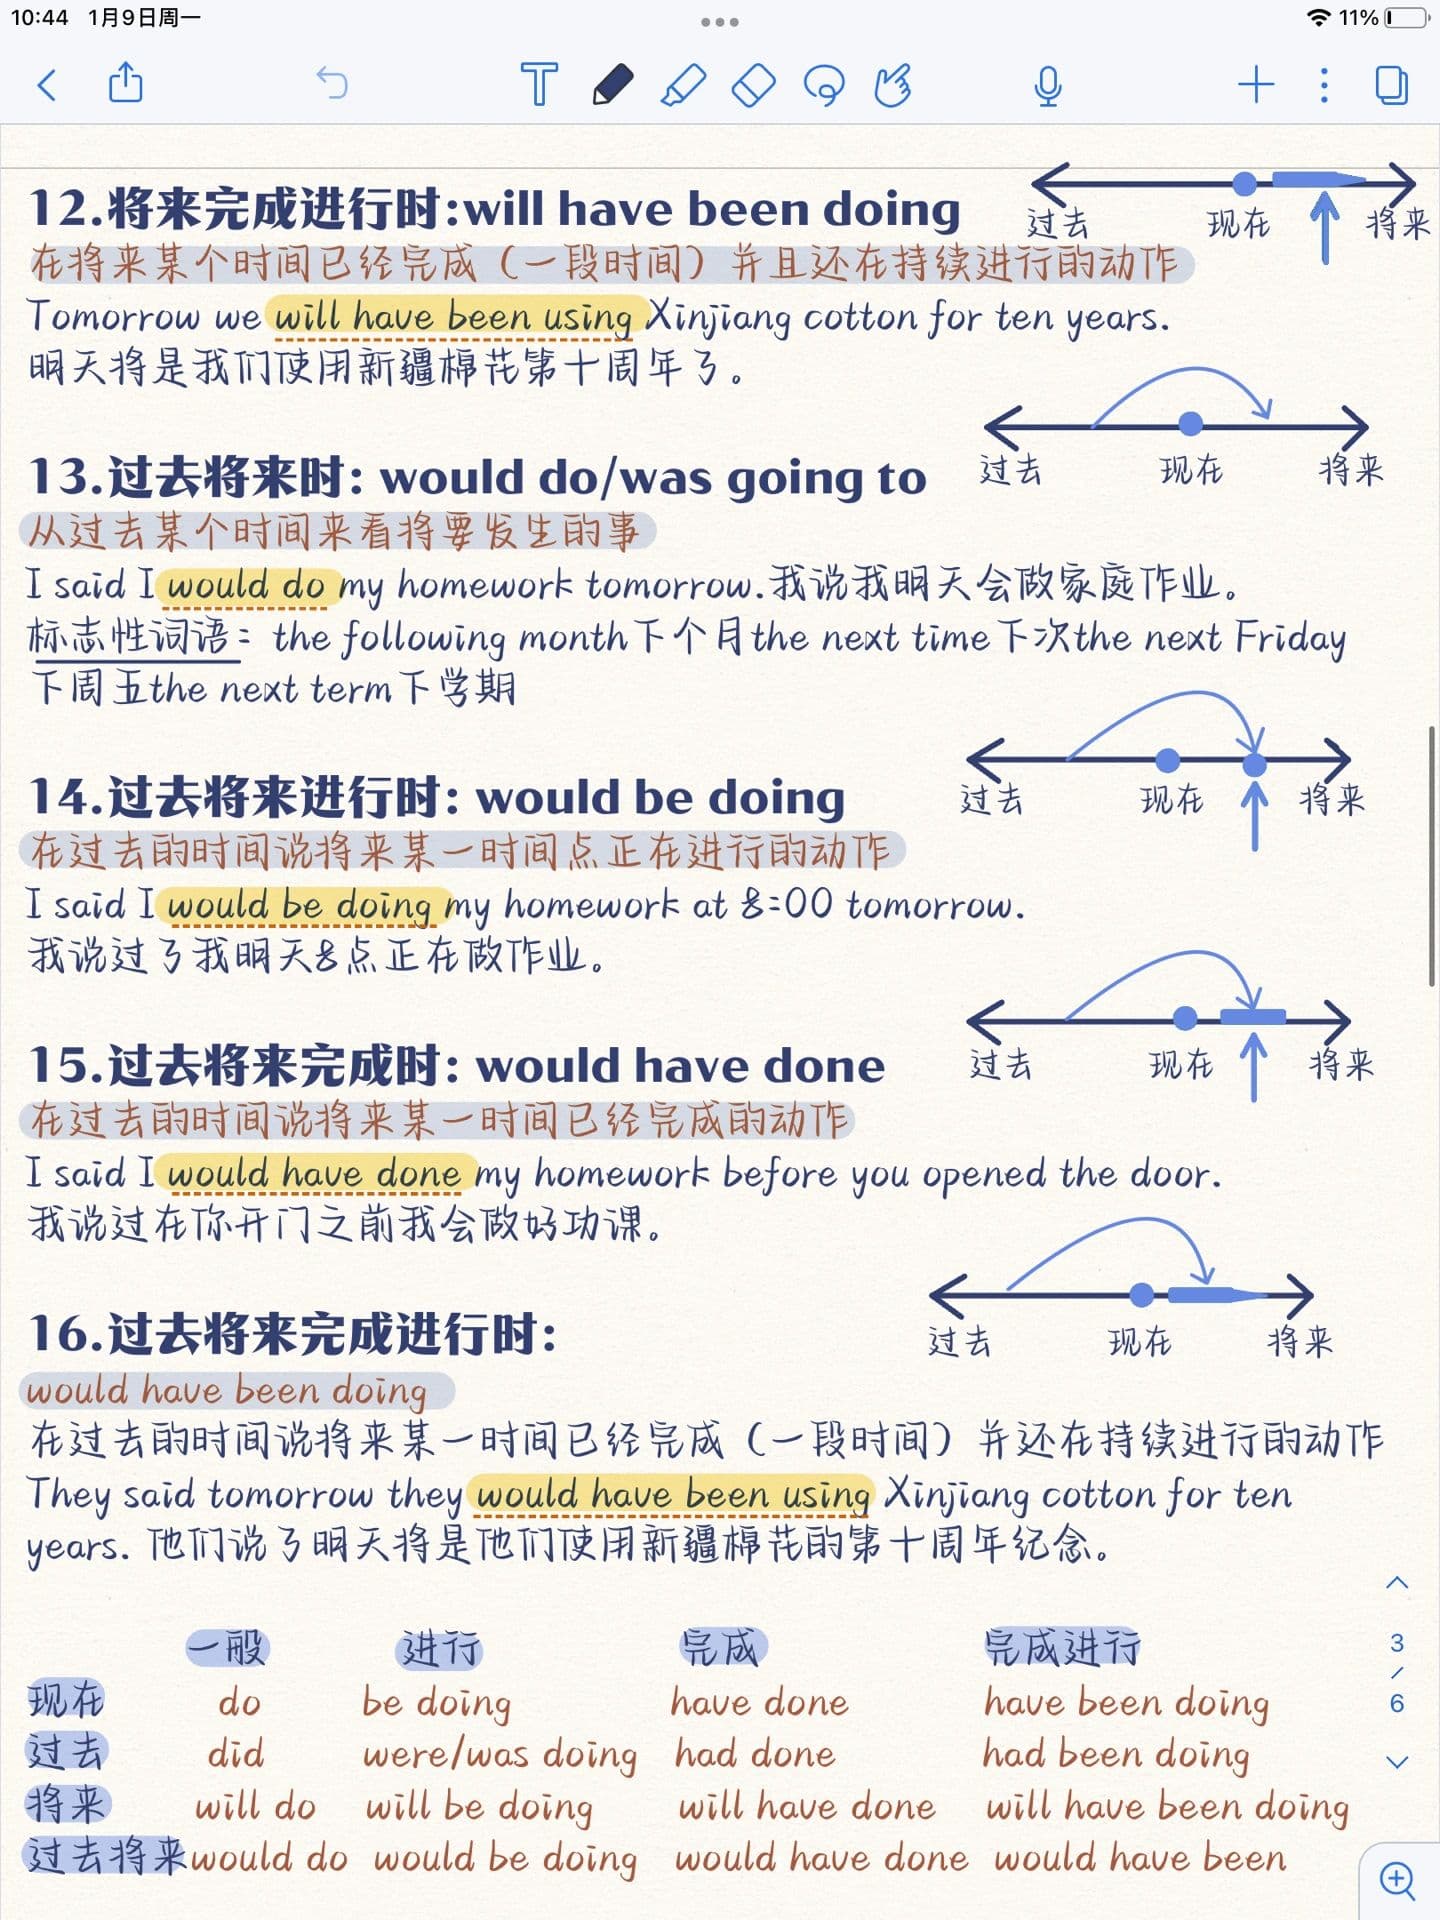 10:44 1月9日周一
11%
12.将来完成进行时:will have been doing
过去 现在 将来
在将来某个时间已经完成（一段时间）并且还在持续进行的动作
Tomorrow we will have been using Xinjiang cotton for ten years.
明天将是我们使用新疆棉花第十周年了。
过去 现在 将来
13.过去将来时: would do/was going to
从过去某个时间来看将要发生的事
I said I would do my homework tomorrow.我说我明天会做家庭作业。
标志性词语: the following month下个月the next time下次the next Friday
下周五the next term下学期
过去 现在 将来
14.过去将来进行时: would be doing
在过去的时间说将来某一时间点正在进行的动作
I said I would be doing my homework at 8:00 tomorrow.
我说过了我明天8点正在做作业。
过去 现在 将来
15.过去将来完成时: would have done
在过去的时间说将来某一时间已经完成的动作
I said I would have done my homework before you opened the door.
我说过在你开门之前我会做好功课。
过去 现在 将来
16.过去将来完成进行时:
would have been doing
在过去的时间说将来某一时间已经完成（一段时间）并还在持续进行的动作
They said tomorrow they would have been using Xinjiang cotton for ten
years. 他们说了明天将是他们使用新疆棉花的第十周年纪念。
一般 进行 完成 完成进行
现在 do be doing have done have been doing
过去 did were/was doing had done had been doing
将来 will do will be doing will have done will have been doing
过去将来 would do would be doing would have done would have been
3
/
6